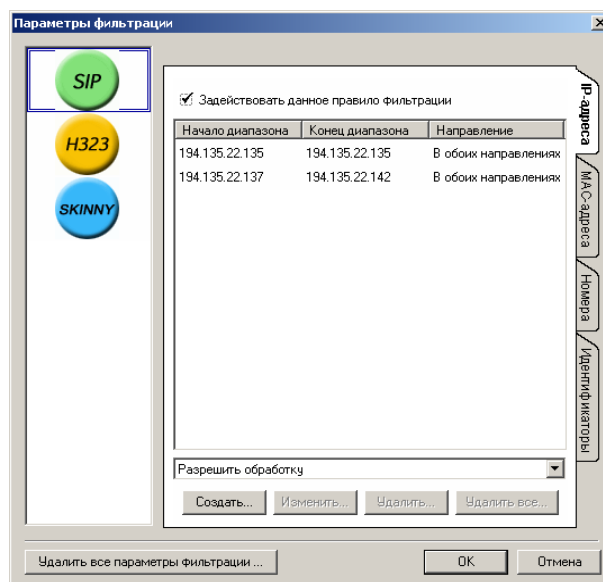 Параметры фильтрации
SIP
H323
SKINNY
Задействовать данное правило фильтрации
Начало диапазона Конец диапазона Направление
194.135.22.135 194.135.22.135 В обоих направлениях
194.135.22.137 194.135.22.142 В обоих направлениях
Разрешить обработку
Создать... Изменить... Удалить... Удалить все...
IP-адреса
MAC-адреса
Номера
Идентификаторы
Удалить все параметры фильтрации ... OK Отмена